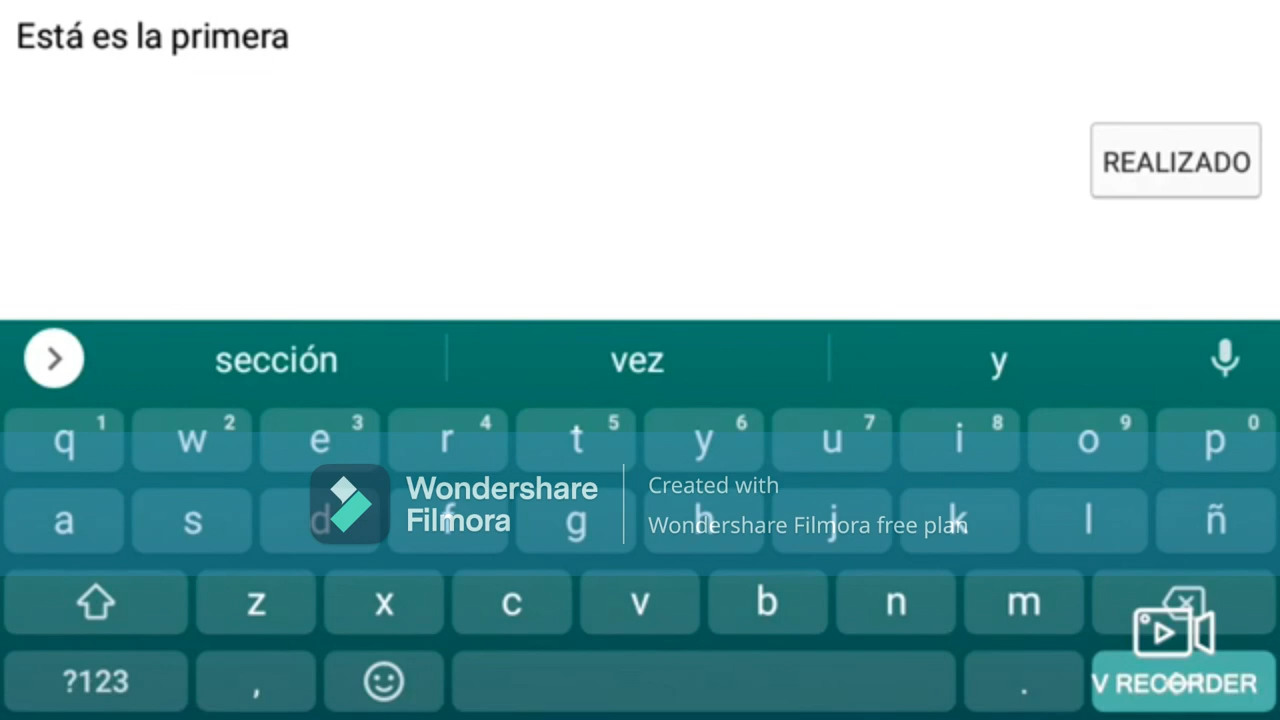 Está es la primera
REALIZADO
sección vez y
q 1 w 2 e 3 r 4 t 5 y 6 u 7 i 8 o 9 p 0
Wondershare
Filmora
Created with
Wondershare Filmora free plan
a s d f g h j k l ñ
z x c v b n m
?123 , .
V RECORDER